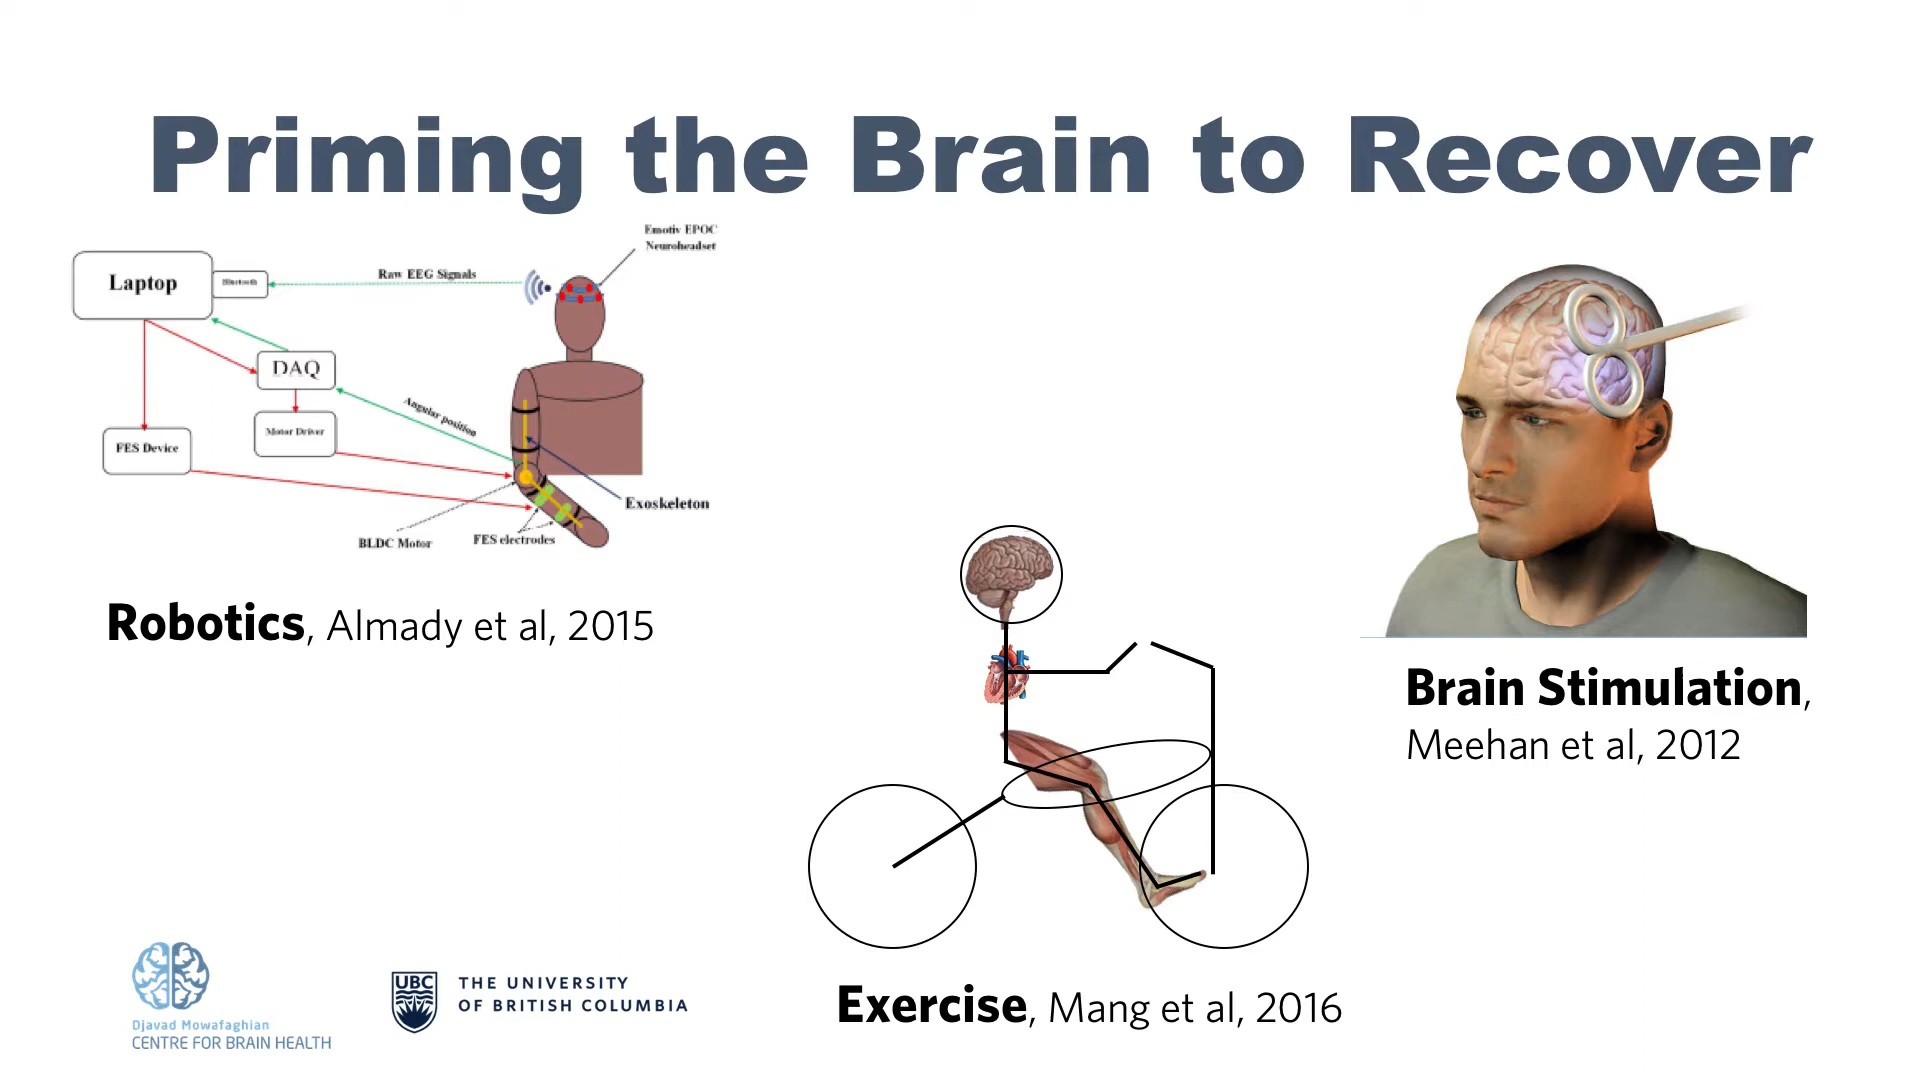 Priming the Brain to Recover
Emotiv EPOC
Neuroheadset
Laptop
Bluetooth
Raw EEG Signals
DAQ
Angular position
Motor Driver
FES Device
Exoskeleton
BLDC Motor
FES electrodes
Robotics, Almady et al, 2015
Brain Stimulation,
Meehan et al, 2012
Exercise, Mang et al, 2016
Djavad Mowafaghian
CENTRE FOR BRAIN HEALTH
UBC
THE UNIVERSITY
OF BRITISH COLUMBIA